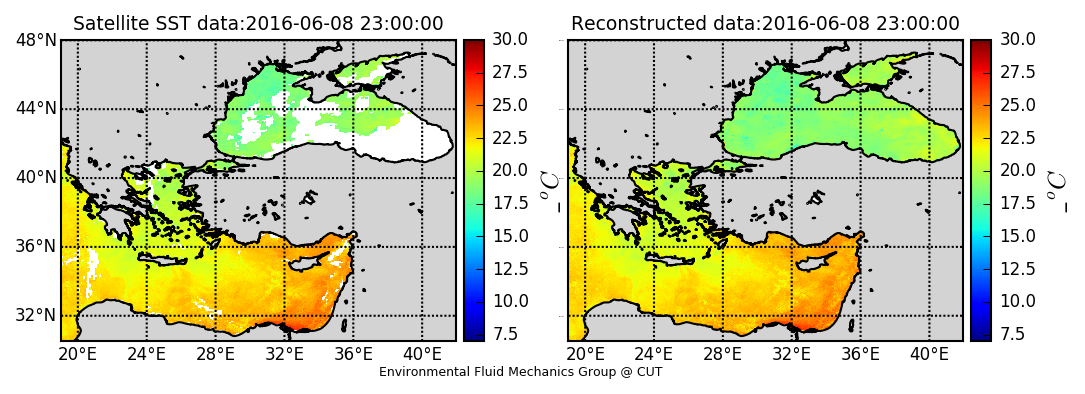 Satellite SST data:2016-06-08 23:00:00
48°N
44°N
40°N
36°N
32°N
20°E 24°E 28°E 32°E 36°E 40°E
30.0
27.5
25.0
22.5
20.0
17.5
15.0
12.5
10.0
7.5
_°C
Reconstructed data:2016-06-08 23:00:00
20°E 24°E 28°E 32°E 36°E 40°E
30.0
27.5
25.0
22.5
20.0
17.5
15.0
12.5
10.0
7.5
_°C
Environmental Fluid Mechanics Group @ CUT